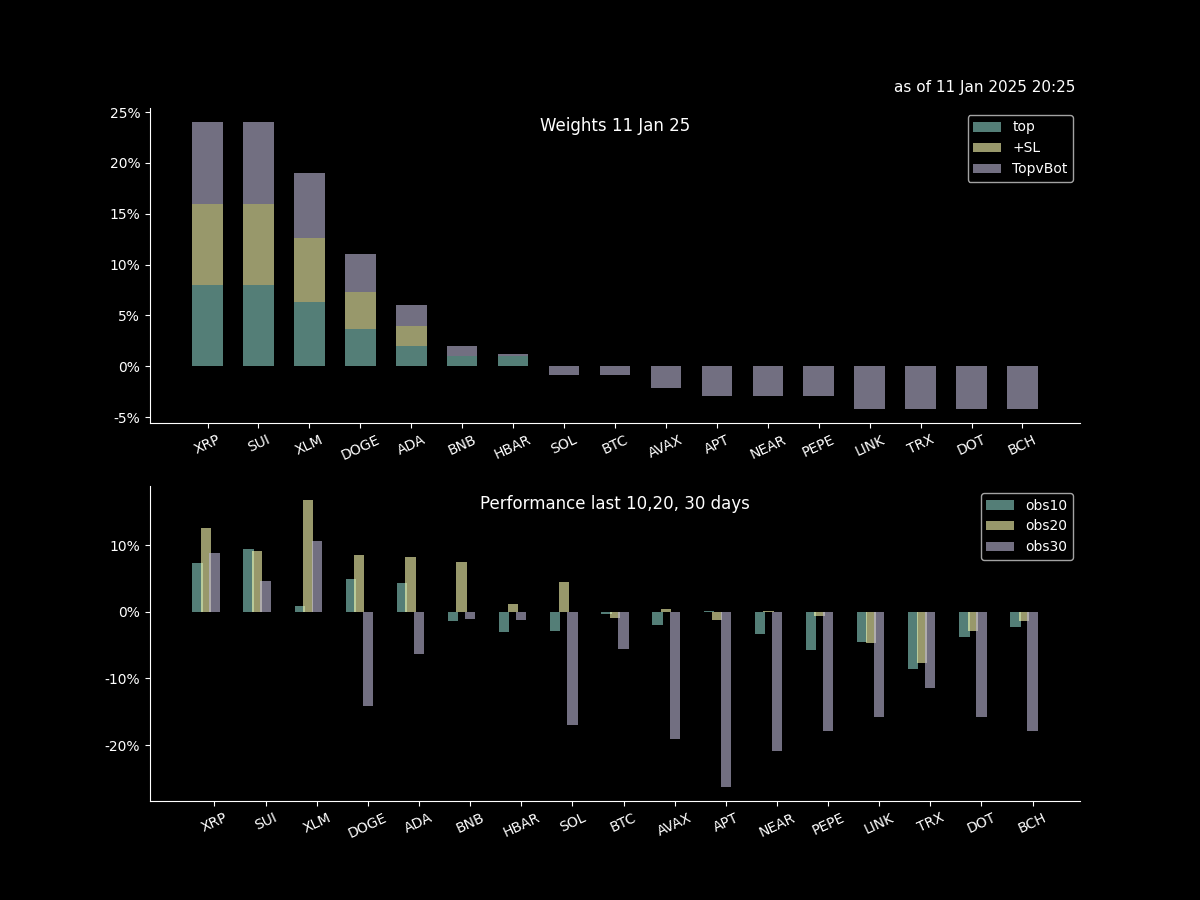 as of 11 Jan 2025 20:25
Weights 11 Jan 25
top
+SL
TopvBot
25%
20%
15%
10%
5%
0%
-5%
XRP SUI XLM DOGE ADA BNB HBAR SOL BTC AVAX APT NEAR PEPE LINK TRX DOT BCH
Performance last 10,20, 30 days
obs10
obs20
obs30
10%
0%
-10%
-20%
XRP SUI XLM DOGE ADA BNB HBAR SOL BTC AVAX APT NEAR PEPE LINK TRX DOT BCH